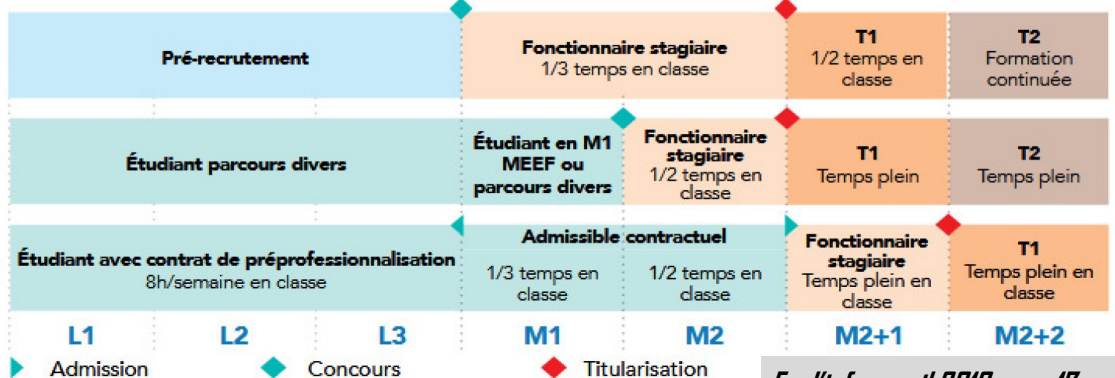 Pré-recrutement
Fonctionnaire stagiaire
1/3 temps en classe
T1
1/2 temps en
classe
T2
Formation
continuée
Étudiant parcours divers
Étudiant en M1
MEEF ou
parcours divers
Fonctionnaire
stagiaire
1/2 temps en
classe
T1
Temps plein
T2
Temps plein
Étudiant avec contrat de préprofessionnalisation
8h/semaine en classe
Admissible contractuel
1/3 temps en
classe
1/2 temps en
classe
Fonctionnaire
stagiaire
Temps plein en
classe
T1
Temps plein en
classe
L1 L2 L3 M1 M2 M2+1 M2+2
Admission Concours Titularisation